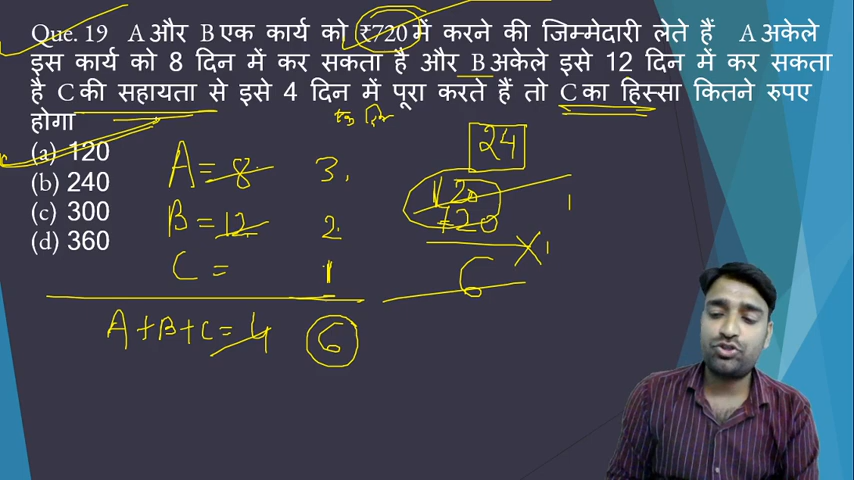 Que. 19 A और B एक कार्य को ₹720 में करने की जिम्मेदारी लेते हैं A अकेले
इस कार्य को 8 दिन में कर सकता है और B अकेले इसे 12 दिन में कर सकता
है C की सहायता से इसे 4 दिन में पूरा करते हैं तो C का हिस्सा कितने रुपए
होगा
(a) 120
(b) 240
(c) 300
(d) 360
24
A = 8 3
120
720 × 1
B = 12 2
C = 1
6
A+B+C = 4 6